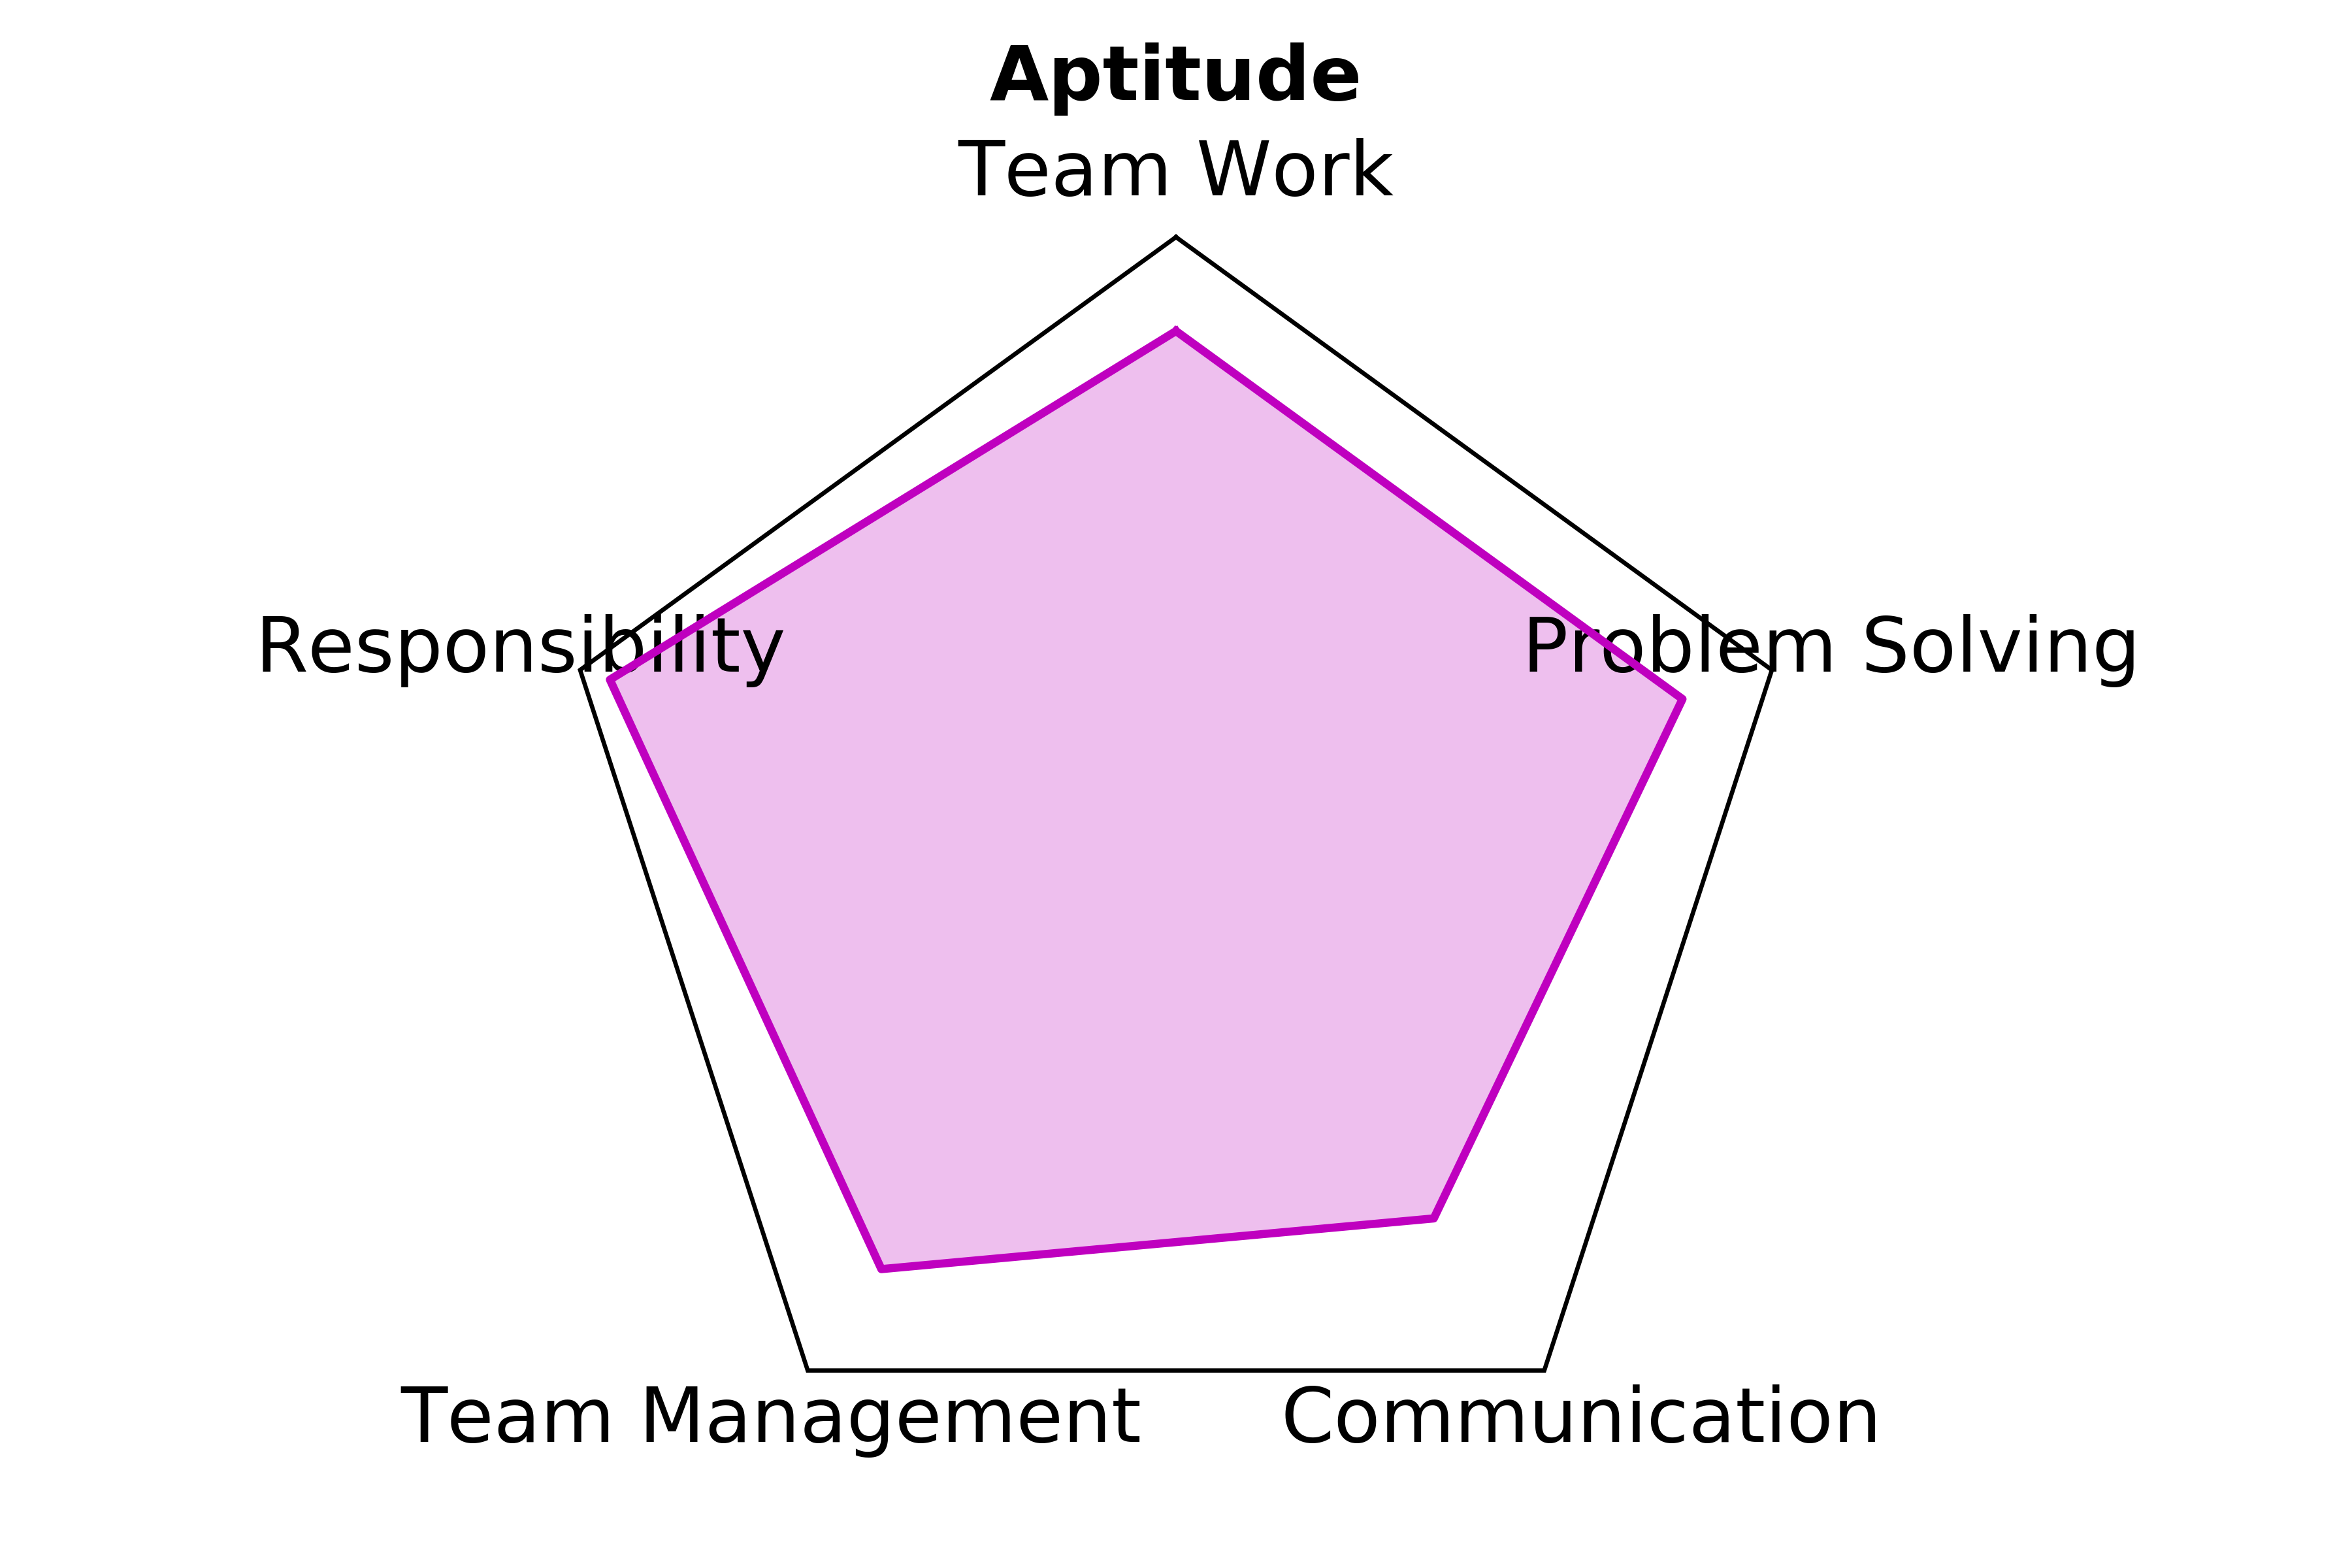 Aptitude
Team Work
Responsibility
Problem Solving
Team Management
Communication